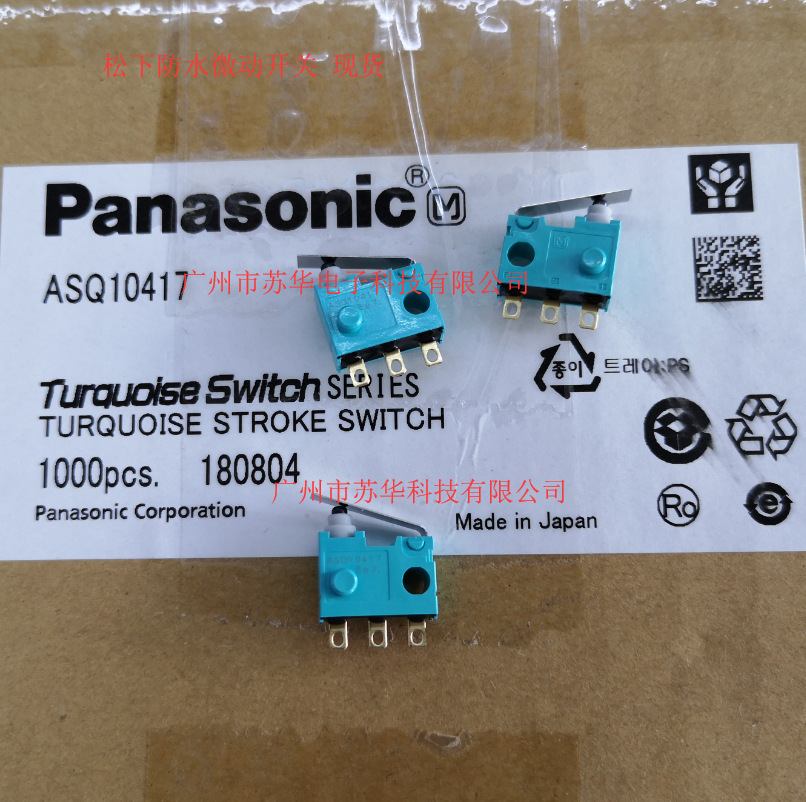 松下防水微动开关 现货
Panasonic® M
ASQ10417
广州市苏华电子科技有限公司
종이 트레이:PS
Turquoise Switch SERIES
TURQUOISE STROKE SWITCH
1000pcs. 180804
广州市苏华科技有限公司
Panasonic Corporation
Made in Japan
Ro
e
ASQ10417